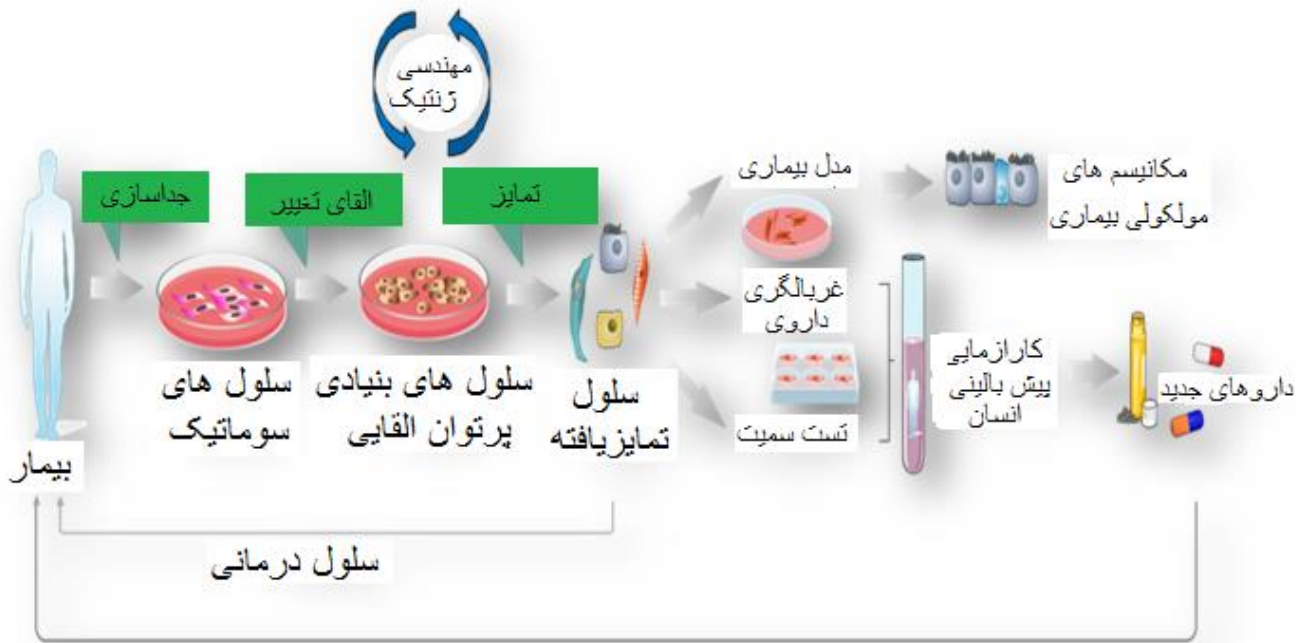 مهندسی
ژنتیک
جداسازی
القای تغییر
تمایز
مدل بیماری
مکانیسم های
مولکولی بیماری
غربالگری
داروی
کارازمایی
پیش بالینی
انسان
داروهای جدید
تست سمیت
سلول
تمایزیافته
سلول های بنیادی
پرتوان القایی
سلول های
سوماتیک
بیمار
سلول درمانی